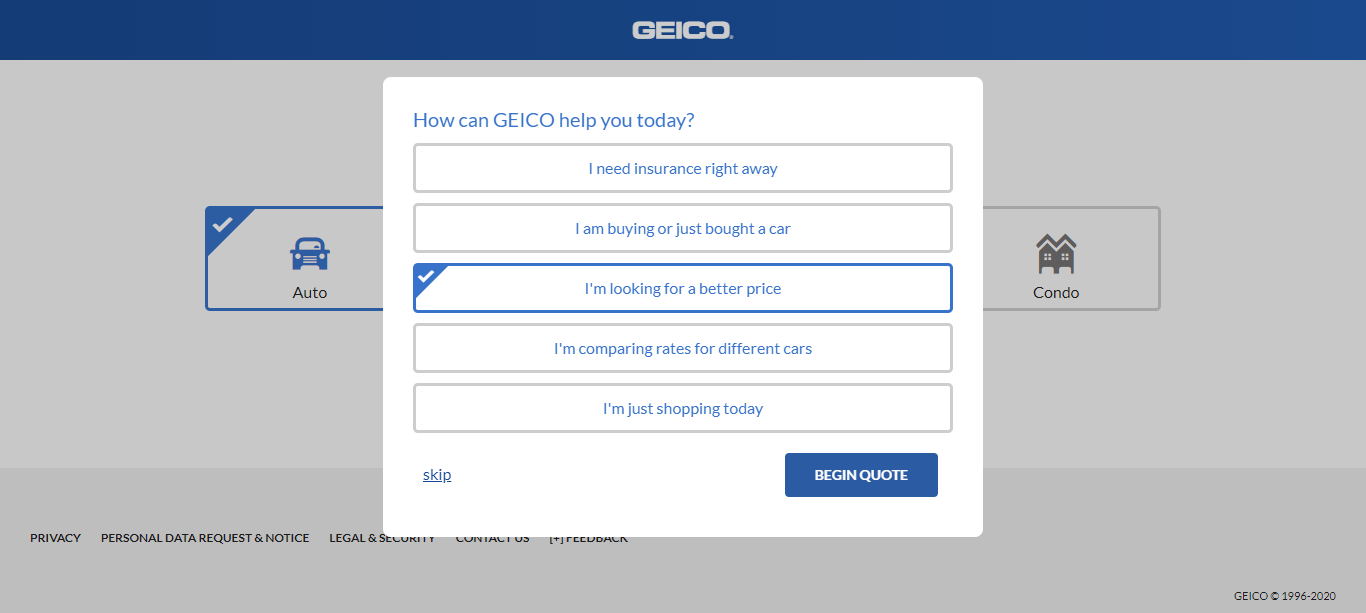 GEICO
How can GEICO help you today?
I need insurance right away
I am buying or just bought a car
I'm looking for a better price
I'm comparing rates for different cars
I'm just shopping today
skip
BEGIN QUOTE
Auto
Condo
PRIVACY PERSONAL DATA REQUEST & NOTICE LEGAL & SECURITY CONTACT US [+] FEEDBACK
GEICO © 1996-2020